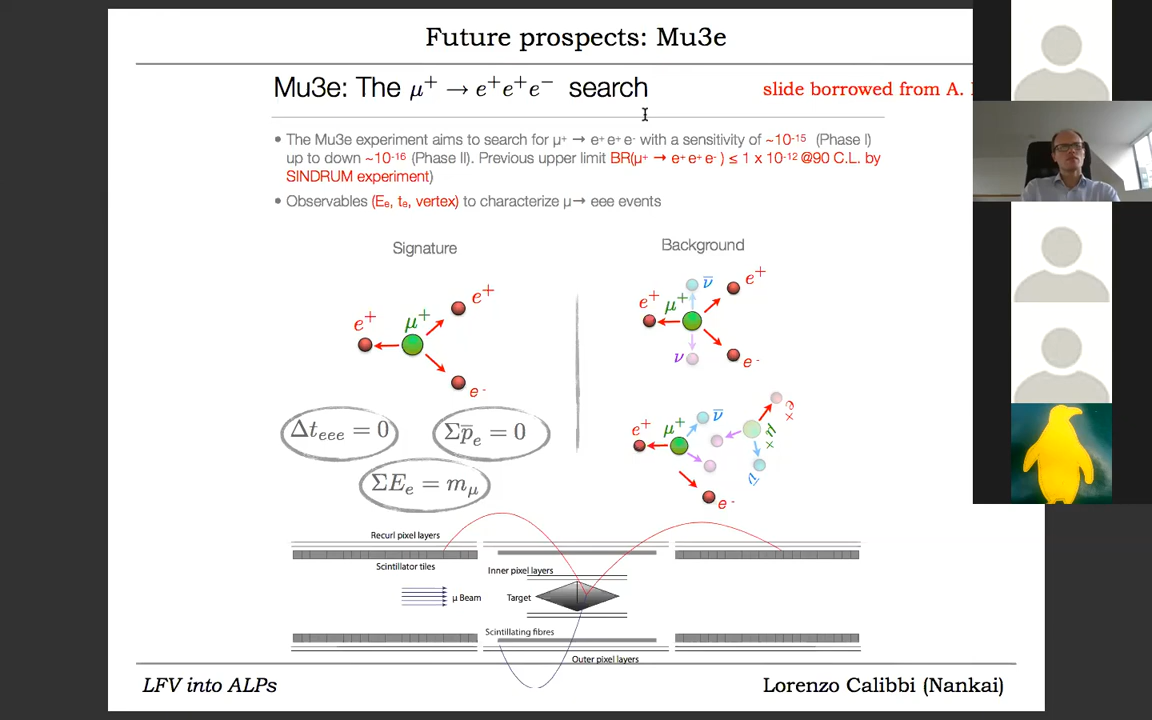 Future prospects: Mu3e
Mu3e: The μ⁺ → e⁺e⁺e⁻ search
slide borrowed from A.
• The Mu3e experiment aims to search for μ⁺ → e⁺ e⁺ e⁻ with a sensitivity of ~10⁻¹⁵ (Phase I)
up to down ~10⁻¹⁶ (Phase II). Previous upper limit BR(μ⁺ → e⁺ e⁺ e⁻ ) ≤ 1 x 10⁻¹² @90 C.L. by
SINDRUM experiment)
• Observables (Eₑ, tₑ, vertex) to characterize μ→ eee events
Signature
Background
e⁺
e⁺
μ⁺
e⁻
ν̄
e⁺
e⁺
μ⁺
ν
e⁻
e⁺
μ⁺
ν̄
e⁺
μ⁺
ν̄
e⁻
Δt_eee = 0
Σp̄ₑ = 0
ΣEₑ = m_μ
Recurl pixel layers
Scintillator tiles
Inner pixel layers
μ Beam
Target
Scintillating fibres
Outer pixel layers
LFV into ALPs
Lorenzo Calibbi (Nankai)